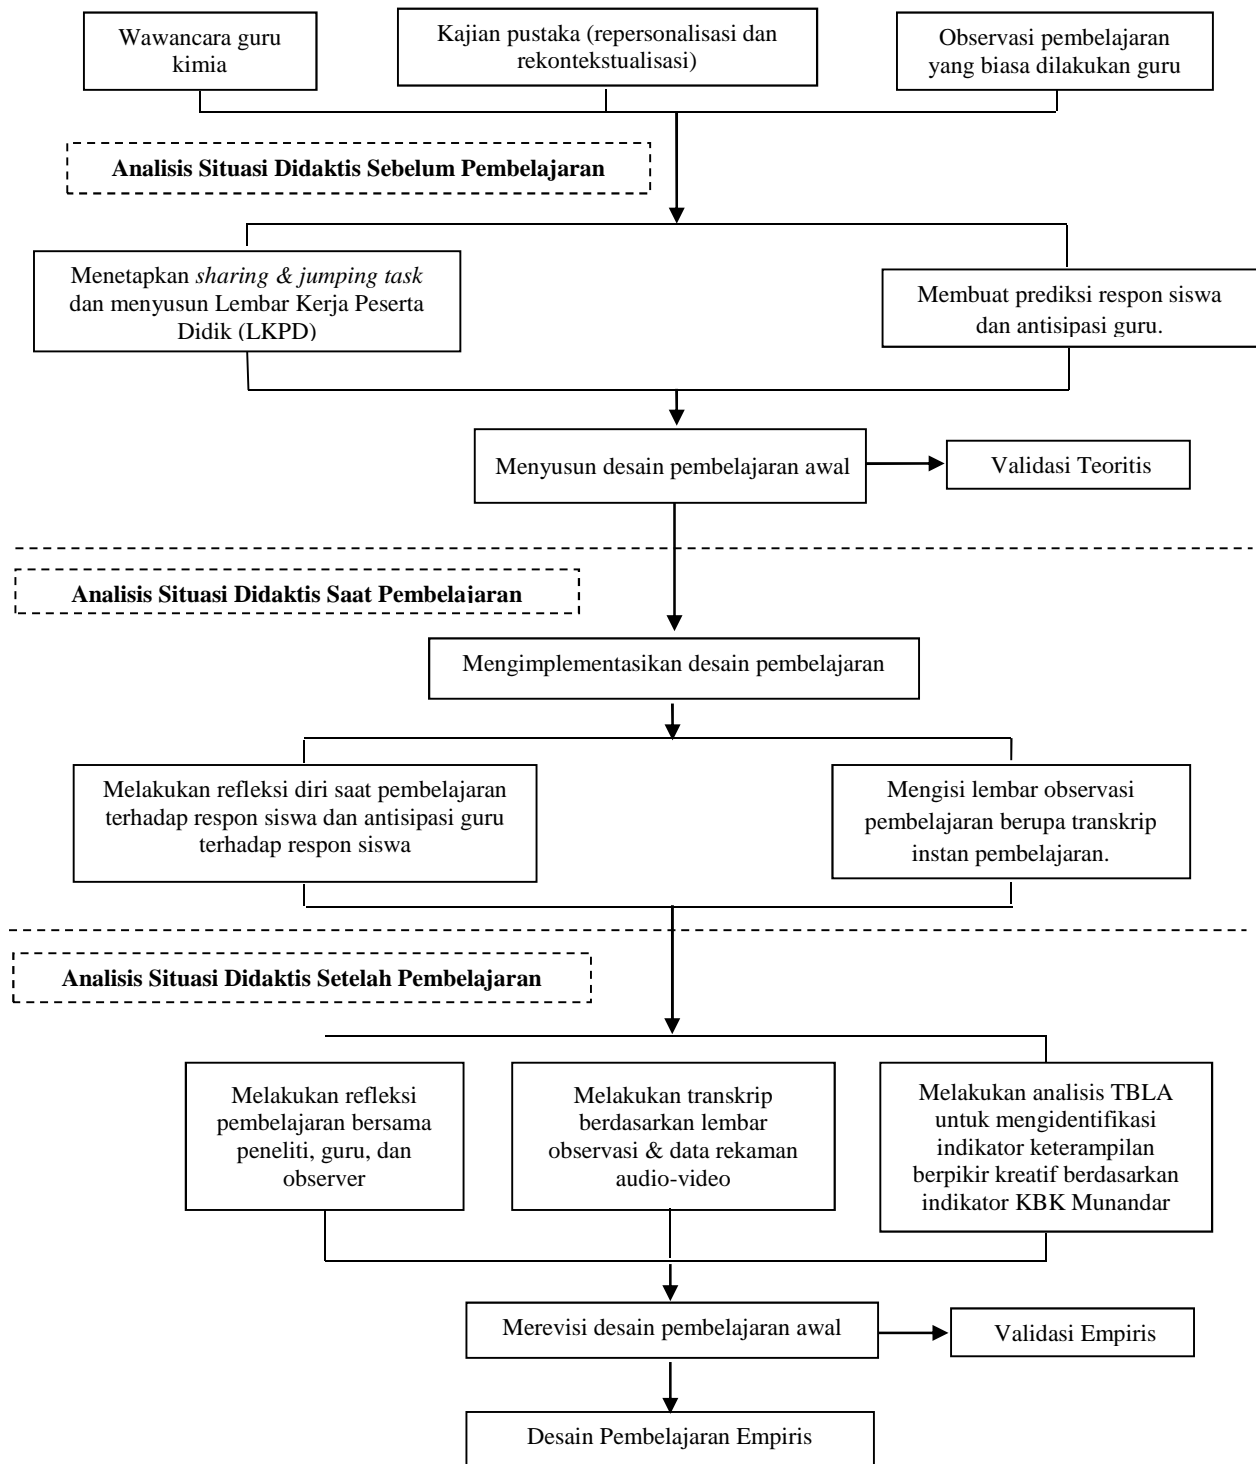 Wawancara guru
kimia
Kajian pustaka (repersonalisasi dan
rekontekstualisasi)
Observasi pembelajaran
yang biasa dilakukan guru
Analisis Situasi Didaktis Sebelum Pembelajaran
Menetapkan sharing & jumping task
dan menyusun Lembar Kerja Peserta
Didik (LKPD)
Membuat prediksi respon siswa
dan antisipasi guru.
Menyusun desain pembelajaran awal
Validasi Teoritis
Analisis Situasi Didaktis Saat Pembelajaran
Mengimplementasikan desain pembelajaran
Melakukan refleksi diri saat pembelajaran
terhadap respon siswa dan antisipasi guru
terhadap respon siswa
Mengisi lembar observasi
pembelajaran berupa transkrip
instan pembelajaran.
Analisis Situasi Didaktis Setelah Pembelajaran
Melakukan refleksi
pembelajaran bersama
peneliti, guru, dan
observer
Melakukan transkrip
berdasarkan lembar
observasi & data rekaman
audio-video
Melakukan analisis TBLA
untuk mengidentifikasi
indikator keterampilan
berpikir kreatif berdasarkan
indikator KBK Munandar
Merevisi desain pembelajaran awal
Validasi Empiris
Desain Pembelajaran Empiris